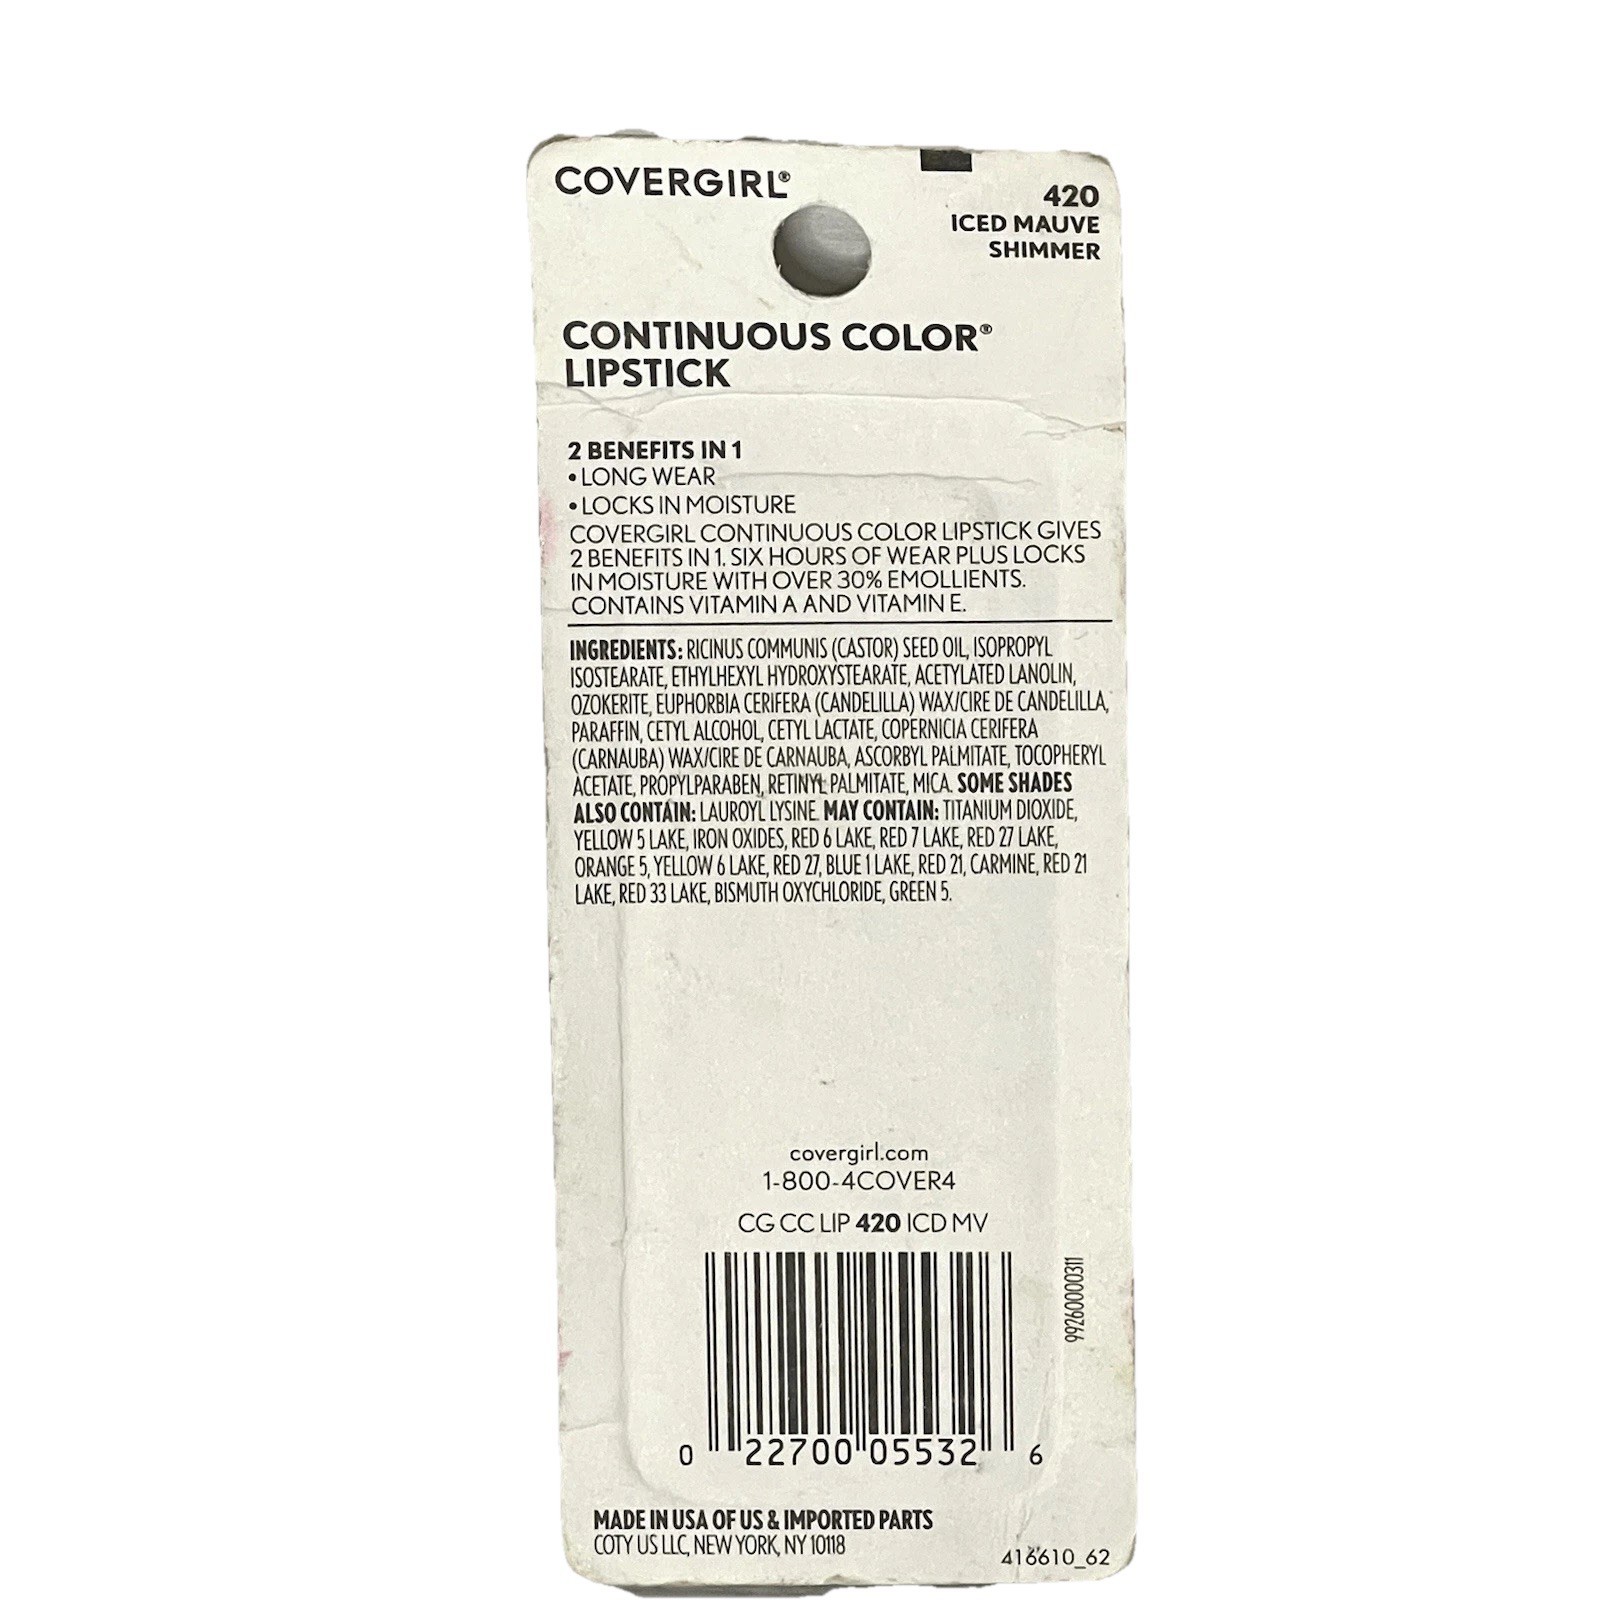 COVERGIRL®
420
ICED MAUVE
SHIMMER
CONTINUOUS COLOR®
LIPSTICK
2 BENEFITS IN 1
• LONG WEAR
• LOCKS IN MOISTURE
COVERGIRL CONTINUOUS COLOR LIPSTICK GIVES
2 BENEFITS IN 1. SIX HOURS OF WEAR PLUS LOCKS
IN MOISTURE WITH OVER 30% EMOLLIENTS.
CONTAINS VITAMIN A AND VITAMIN E.
INGREDIENTS: RICINUS COMMUNIS (CASTOR) SEED OIL, ISOPROPYL
ISOSTEARATE, ETHYLHEXYL HYDROXYSTEARATE, ACETYLATED LANOLIN,
OZOKERITE, EUPHORBIA CERIFERA (CANDELILLA) WAX/CIRE DE CANDELILLA,
PARAFFIN, CETYL ALCOHOL, CETYL LACTATE, COPERNICIA CERIFERA
(CARNAUBA) WAX/CIRE DE CARNAUBA, ASCORBYL PALMITATE, TOCOPHERYL
ACETATE, PROPYLPARABEN, RETINYL PALMITATE, MICA. SOME SHADES
ALSO CONTAIN: LAUROYL LYSINE. MAY CONTAIN: TITANIUM DIOXIDE,
YELLOW 5 LAKE, IRON OXIDES, RED 6 LAKE, RED 7 LAKE, RED 27 LAKE,
ORANGE 5, YELLOW 6 LAKE, RED 27, BLUE 1 LAKE, RED 21, CARMINE, RED 21
LAKE, RED 33 LAKE, BISMUTH OXYCHLORIDE, GREEN 5.
covergirl.com
1-800-4COVER4
CG CC LIP 420 ICD MV
99260000311
0 22700 05532 6
MADE IN USA OF US & IMPORTED PARTS
COTY US LLC, NEW YORK, NY 10118
416610_62